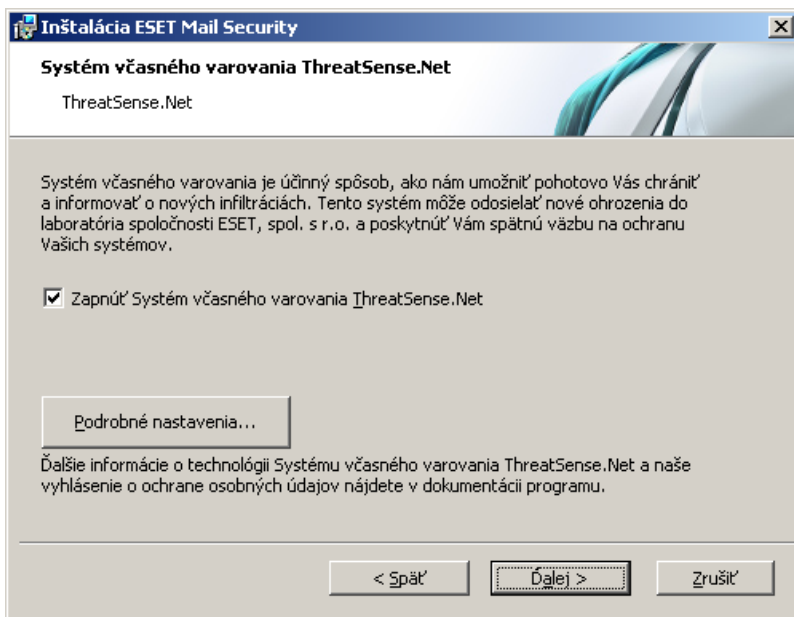 Inštalácia ESET Mail Security
Systém včasného varovania ThreatSense.Net
ThreatSense.Net
Systém včasného varovania je účinný spôsob, ako nám umožniť pohotovo Vás chrániť
a informovať o nových infiltráciách. Tento systém môže odosielať nové ohrozenia do
laboratória spoločnosti ESET, spol. s r.o. a poskytnúť Vám spätnú väzbu na ochranu
Vašich systémov.
Zapnúť Systém včasného varovania ThreatSense.Net
Podrobné nastavenia...
Ďalšie informácie o technológii Systému včasného varovania ThreatSense.Net a naše
vyhlásenie o ochrane osobných údajov nájdete v dokumentácii programu.
< Späť
Ďalej >
Zrušiť